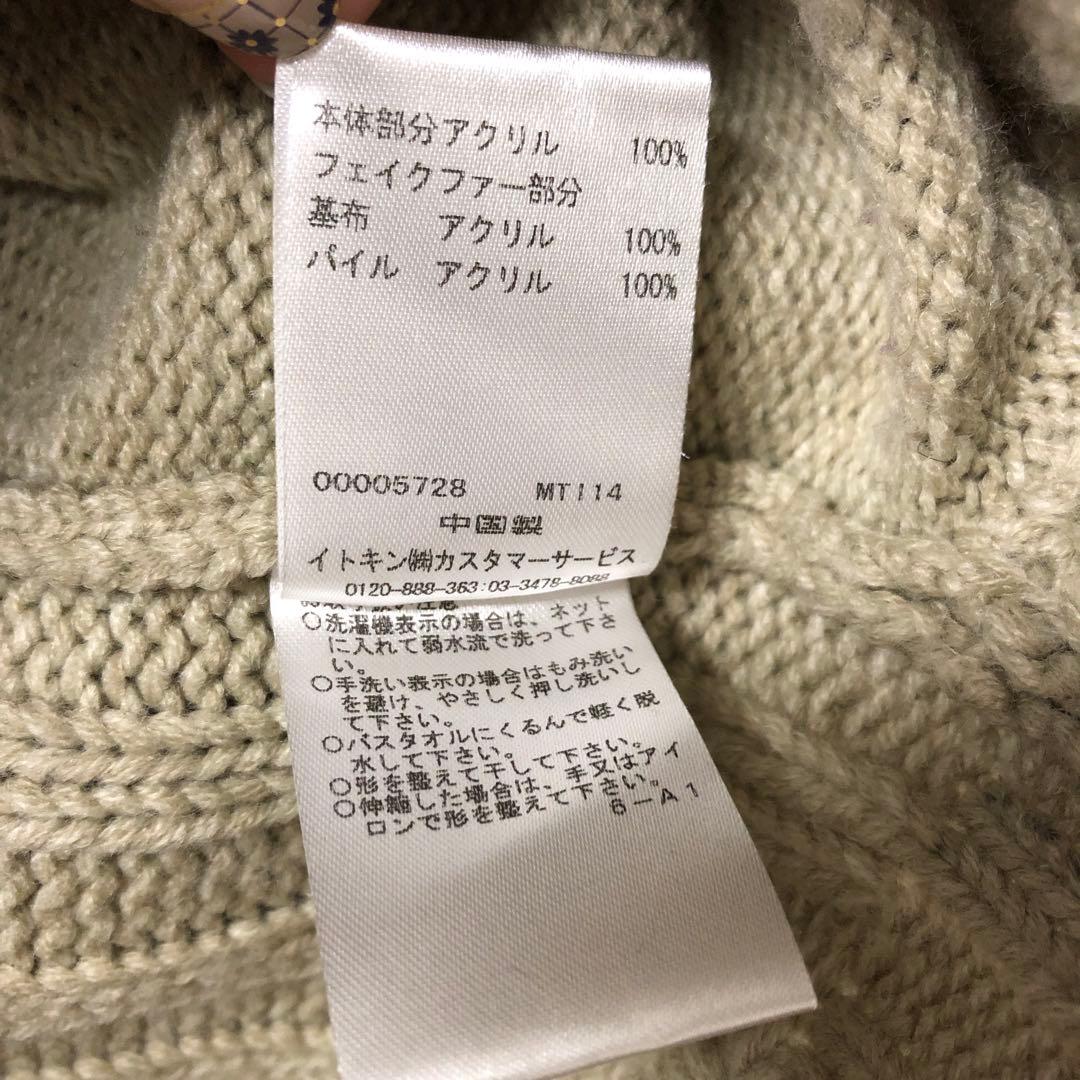 本体部分アクリル 100%
フェイクファー部分
基布 アクリル 100%
パイル アクリル 100%
00005728 MT114
中国製
イトキン㈱カスタマーサービス
0120-888-363:03-3478-8088
○洗濯機表示の場合は、ネット
に入れて弱水流で洗って下さ
い。
○手洗い表示の場合はもみ洗い
を避け、やさしく押し洗いし
て下さい。
○バスタオルにくるんで軽く脱
水して下さい。
○形を整えて干して下さい。
○伸縮した場合は、手又はアイ
ロンで形を整えて下さい。
6-A1